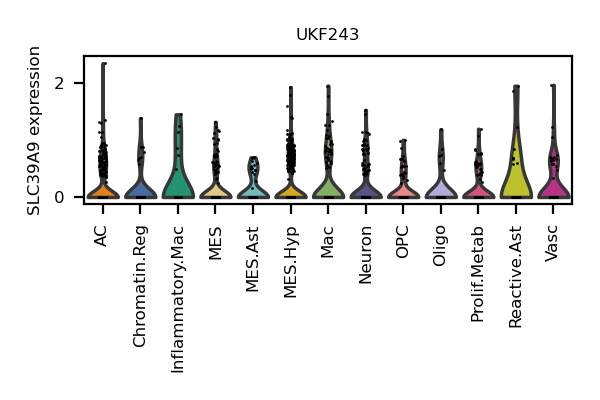 UKF243
SLC39A9 expression
2
0
AC
Chromatin.Reg
Inflammatory.Mac
MES
MES.Ast
MES.Hyp
Mac
Neuron
OPC
Oligo
Prolif.Metab
Reactive.Ast
Vasc